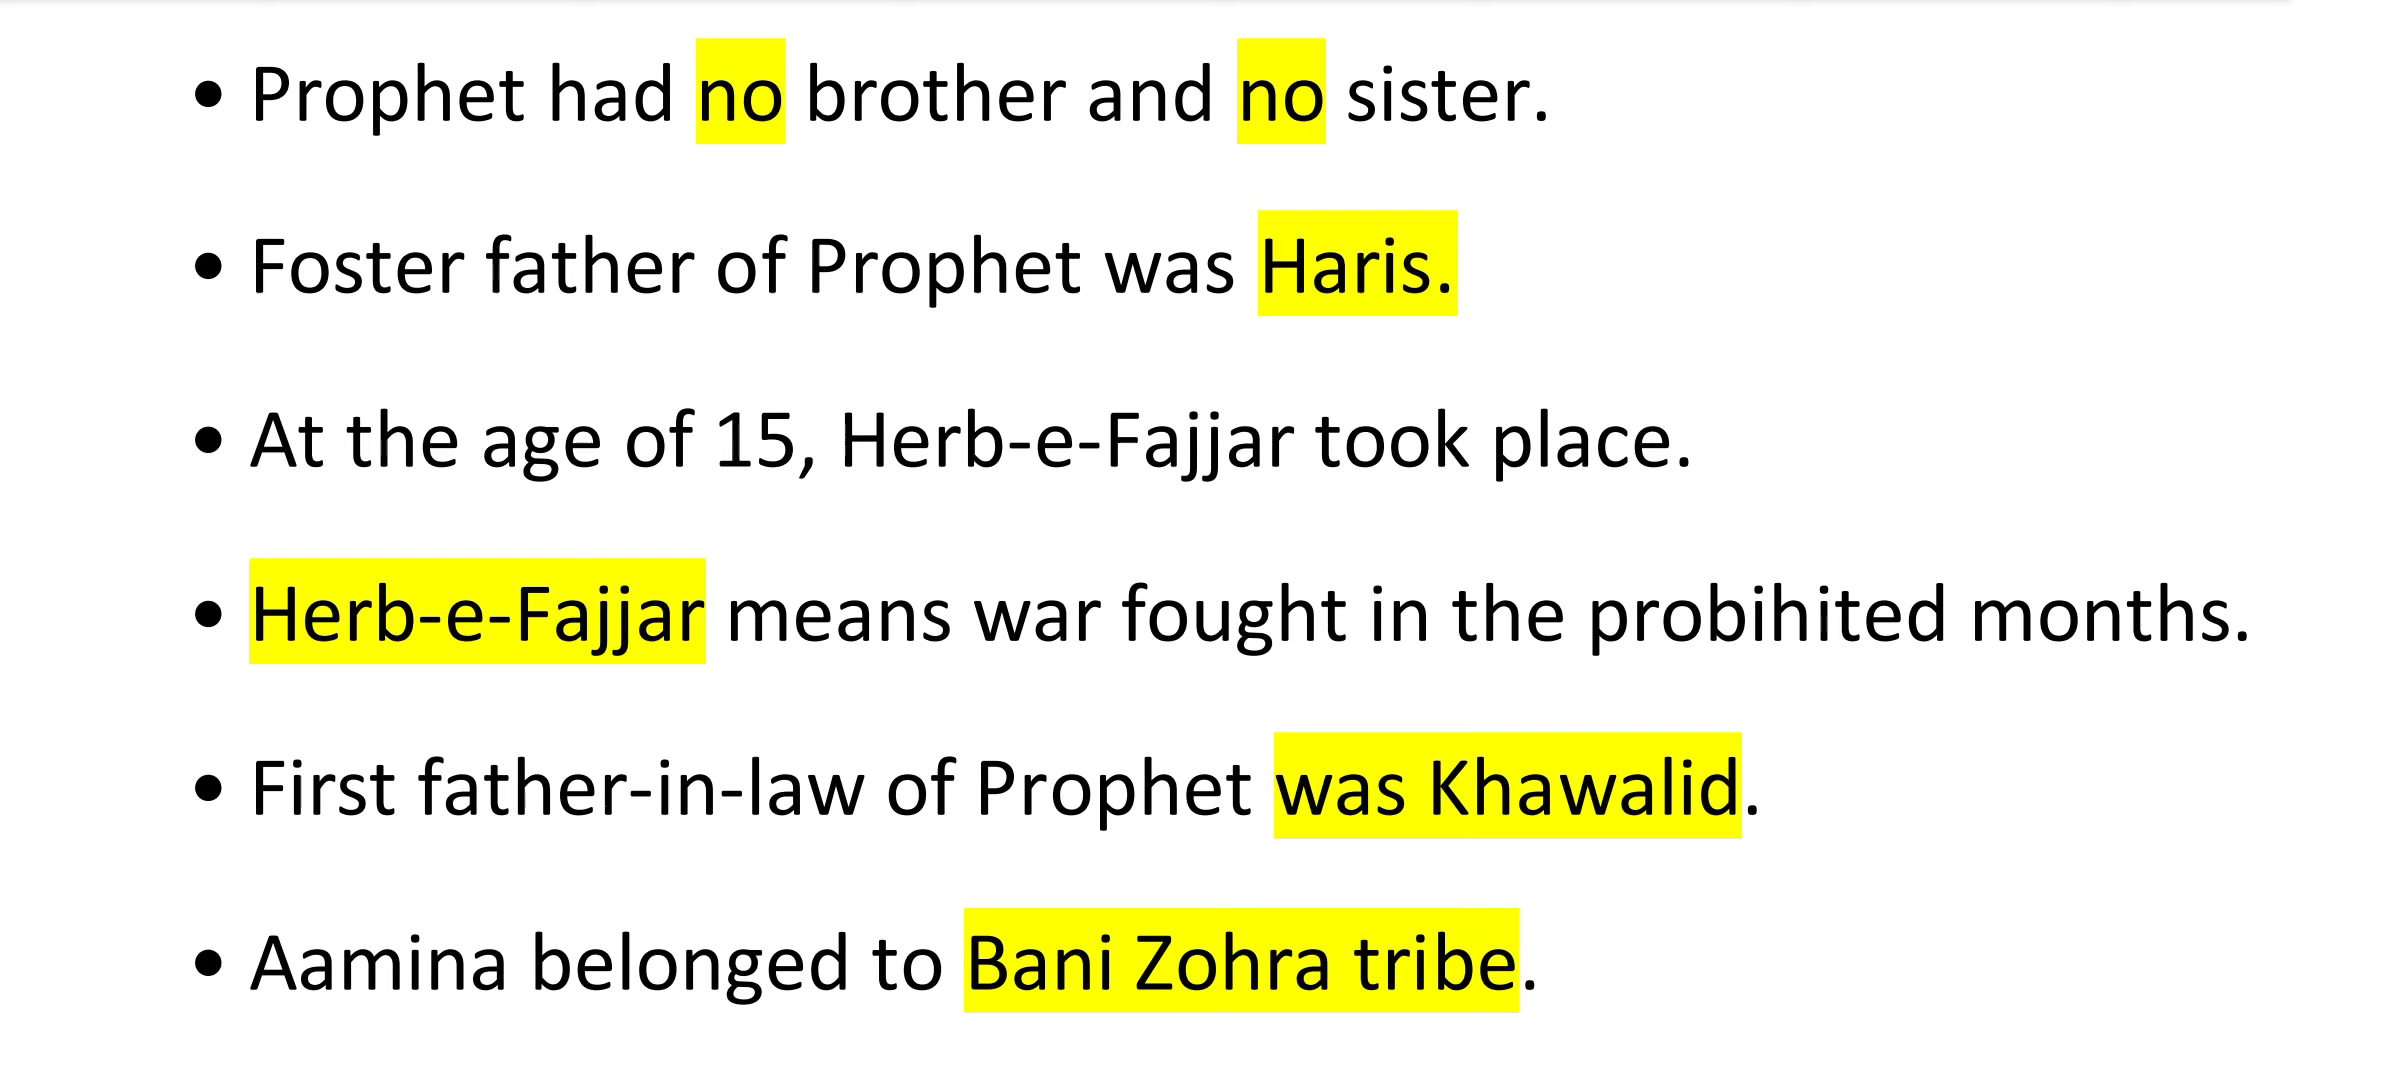 • Prophet had no brother and no sister.
• Foster father of Prophet was Haris.
• At the age of 15, Herb-e-Fajjar took place.
• Herb-e-Fajjar means war fought in the probihited months.
• First father-in-law of Prophet was Khawalid.
• Aamina belonged to Bani Zohra tribe.